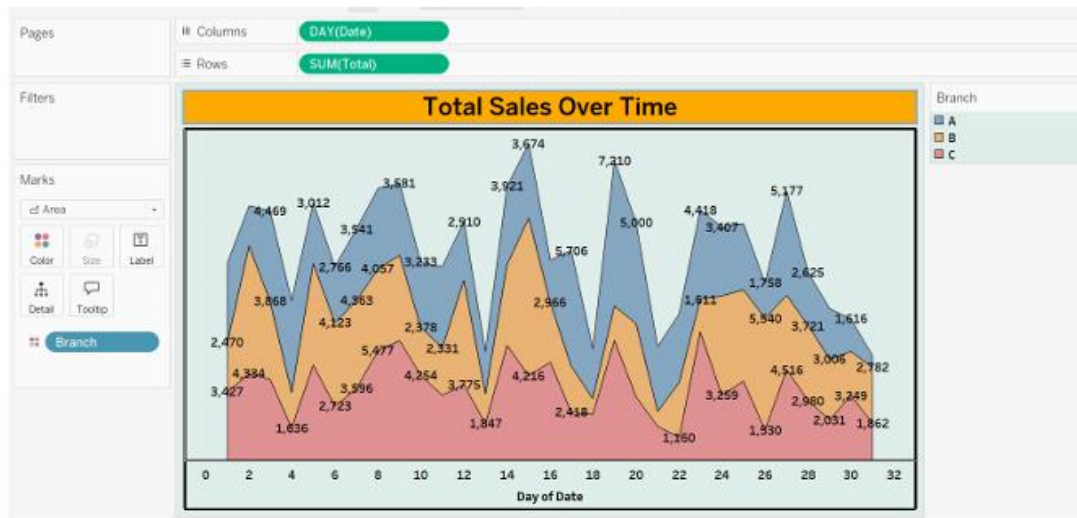 Pages
Columns
DAY(Date)
Rows
SUM(Total)
Filters
Marks
Area
Color
Size
Label
Detail
Tooltip
Branch
Total Sales Over Time
3,674
3,581
7,210
3,921
5,177
3,012
4,469
4,418
2,910
5,000
3,541
3,407
5,706
3,233
2,766
4,057
2,625
1,758
3,868
4,363
2,966
1,611
1,616
4,123
2,378
5,540
3,721
2,470
2,331
3,006
2,782
5,477
4,334
4,254
4,216
4,516
3,427
3,596
3,775
3,259
2,980
3,249
2,723
2,418
1,636
1,847
1,160
1,930
2,031
1,862
0 2 4 6 8 10 12 14 16 18 20 22 24 26 28 30 32
Day of Date
Branch
A
B
C